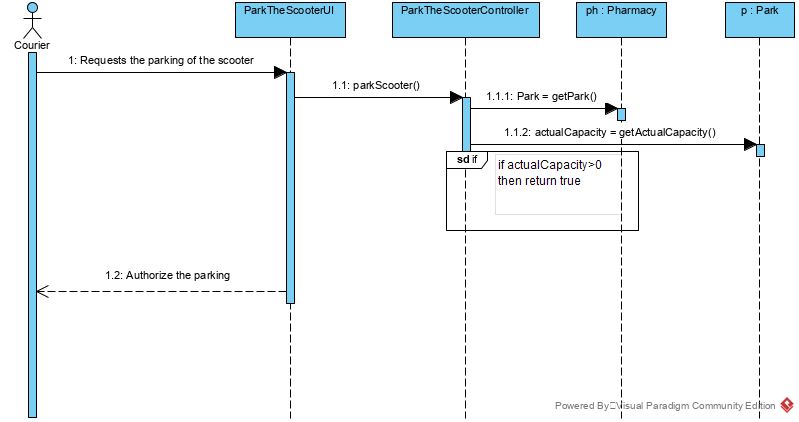 ParkTheScooterUI
ParkTheScooterController
ph : Pharmacy
p : Park
Courier
1: Requests the parking of the scooter
1.1: parkScooter()
1.1.1: Park = getPark()
1.1.2: actualCapacity = getActualCapacity()
sd if
if actualCapacity>0
then return true
1.2: Authorize the parking
Powered By Visual Paradigm Community Edition